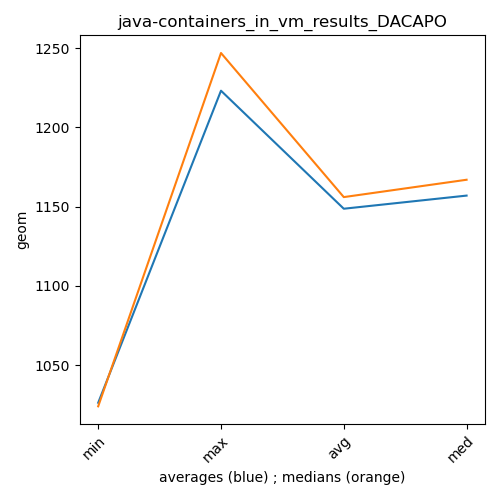 java-containers_in_vm_results_DACAPO
1250
1200
1150
1100
1050
geom
min
max
avg
med
averages (blue) ; medians (orange)